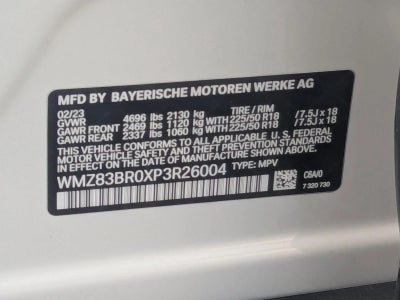 MFD BY BAYERISCHE MOTOREN WERKE AG
02/23 TIRE / RIM
GVWR 4696 lbs 2130 kg
GAWR FRONT 2469 lbs 1120 kg WITH 225/50 R18 / 7.5J x 18
GAWR REAR 2337 lbs 1060 kg WITH 225/50 R18 / 7.5J x 18
THIS VEHICLE CONFORMS TO ALL APPLICABLE U.S. FEDERAL
MOTOR VEHICLE SAFETY, BUMPER, AND THEFT PREVENTION STANDARDS
IN EFFECT ON THE DATE OF MANUFACTURE SHOWN ABOVE.
WMZ83BR0XP3R26004 TYPE: MPV
C6A/0
7 320 730